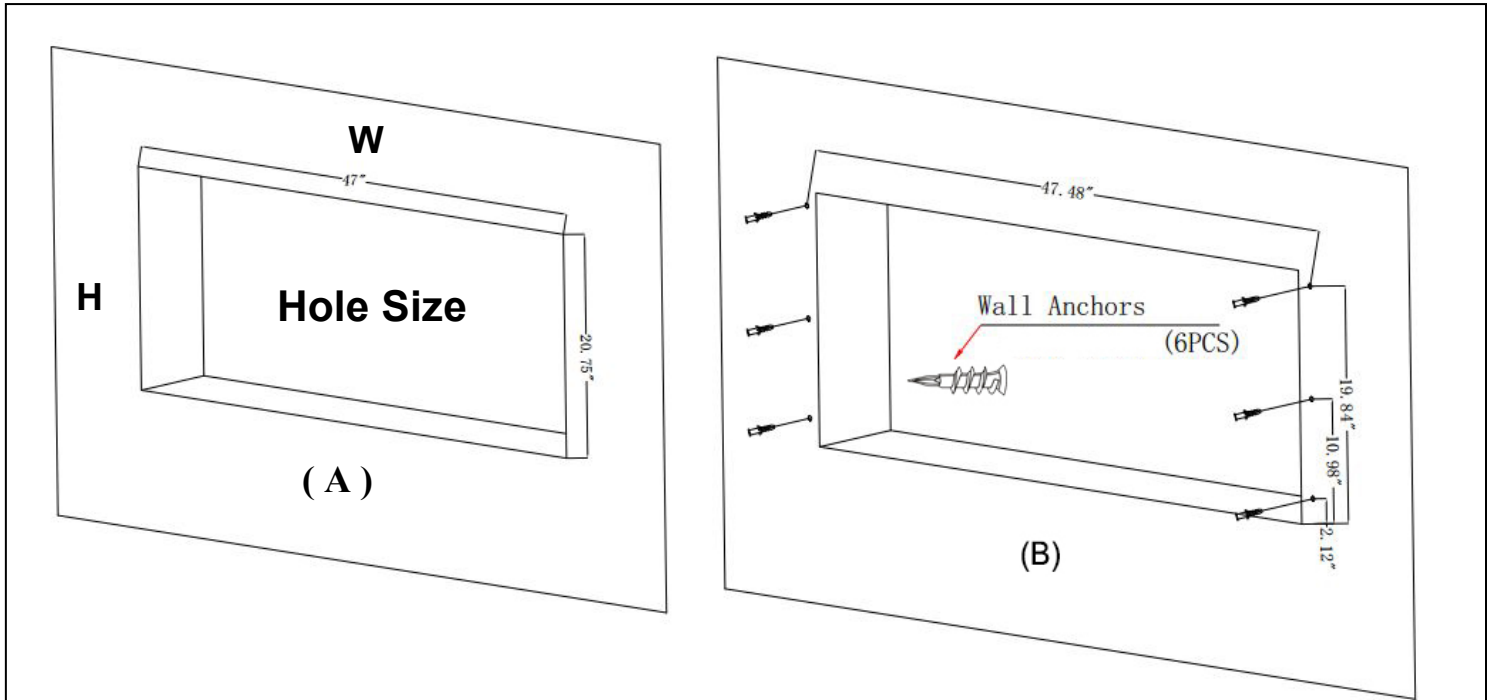 W
47"
H
Hole Size
20. 75"
( A )
47. 48"
Wall Anchors
(6PCS)
19. 84"
10. 98"
2. 12"
(B)